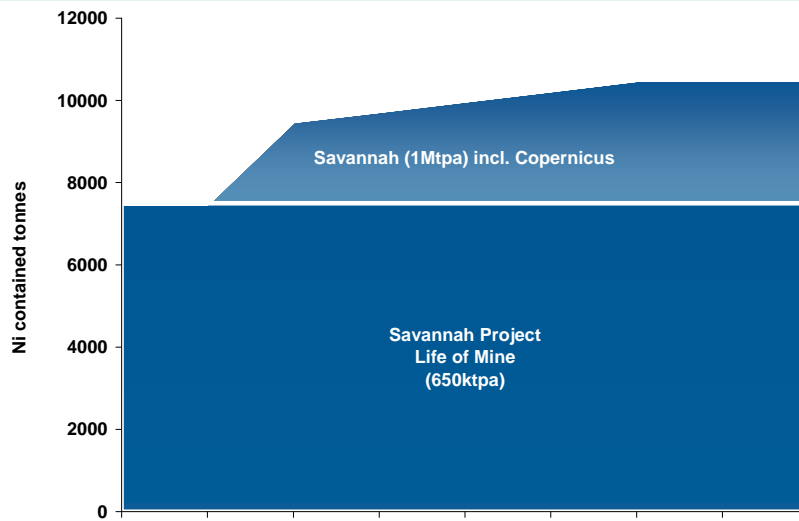 12000
10000
Savannah (1Mtpa) incl. Copernicus
8000
Ni contained tonnes
6000
Savannah Project
4000
Life of Mine
(650ktpa)
2000
0